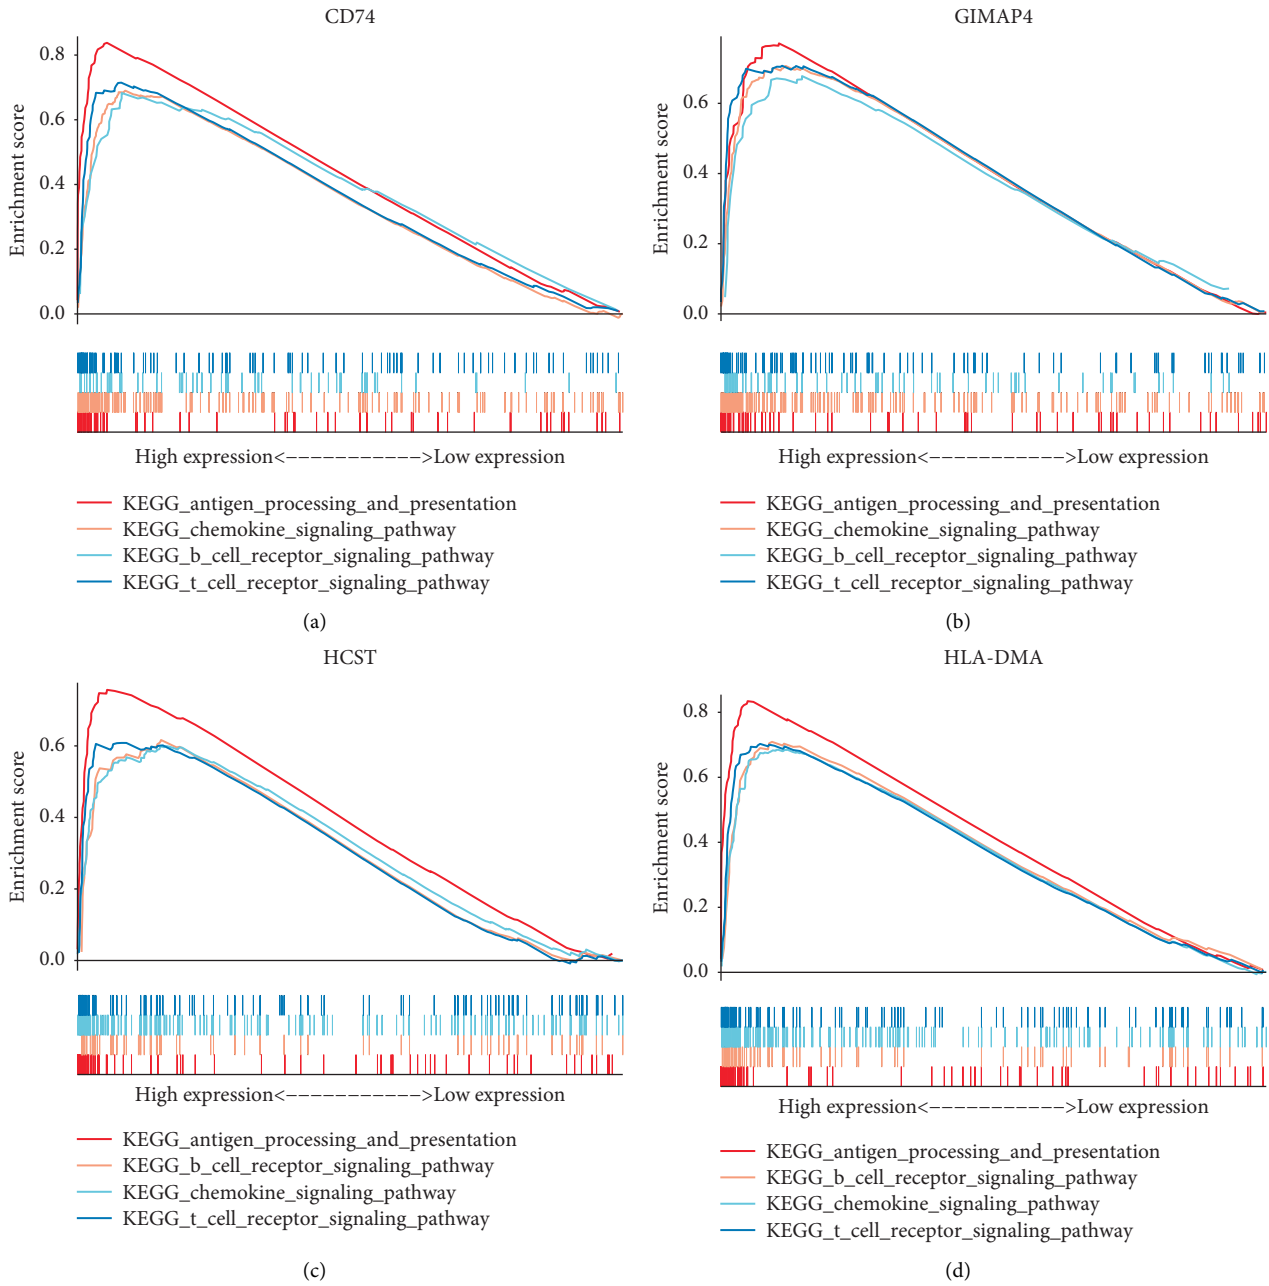 CD74
Enrichment score
0.8
0.6
0.4
0.2
0.0
High expression<−−−−−−−−−−−>Low expression
KEGG_antigen_processing_and_presentation
KEGG_chemokine_signaling_pathway
KEGG_b_cell_receptor_signaling_pathway
KEGG_t_cell_receptor_signaling_pathway
(a)
GIMAP4
Enrichment score
0.6
0.4
0.2
0.0
High expression<−−−−−−−−−−−>Low expression
KEGG_antigen_processing_and_presentation
KEGG_chemokine_signaling_pathway
KEGG_b_cell_receptor_signaling_pathway
KEGG_t_cell_receptor_signaling_pathway
(b)
HCST
Enrichment score
0.6
0.4
0.2
0.0
High expression<−−−−−−−−−−−>Low expression
KEGG_antigen_processing_and_presentation
KEGG_b_cell_receptor_signaling_pathway
KEGG_chemokine_signaling_pathway
KEGG_t_cell_receptor_signaling_pathway
(c)
HLA-DMA
Enrichment score
0.8
0.6
0.4
0.2
0.0
High expression<−−−−−−−−−−−>Low expression
KEGG_antigen_processing_and_presentation
KEGG_b_cell_receptor_signaling_pathway
KEGG_chemokine_signaling_pathway
KEGG_t_cell_receptor_signaling_pathway
(d)